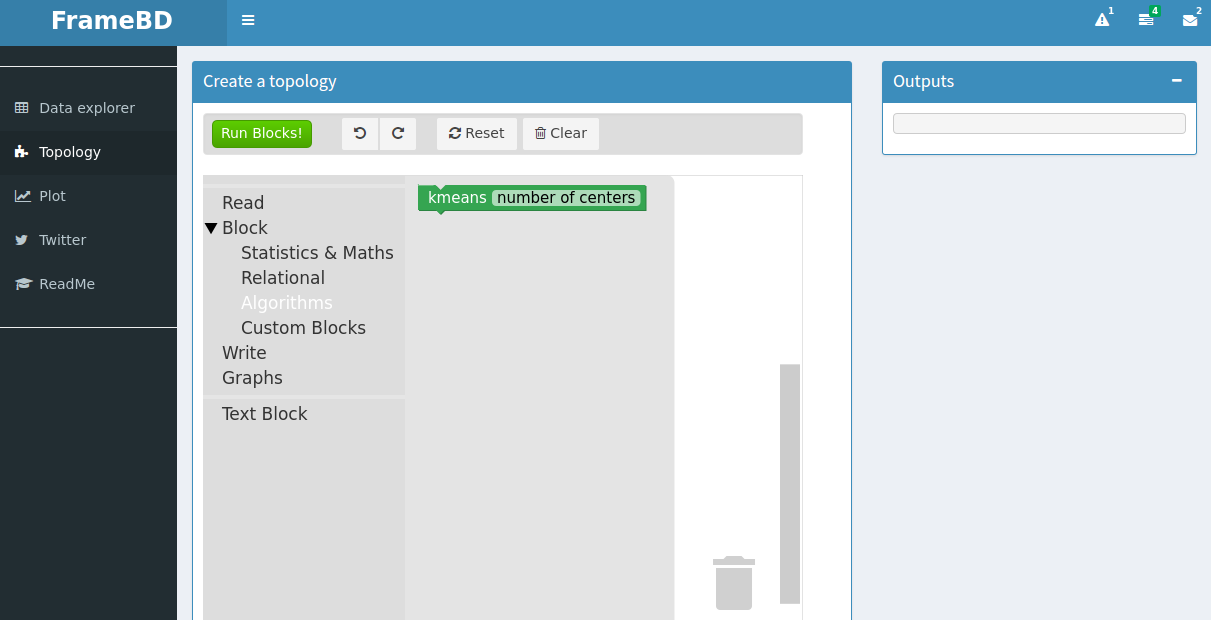 FrameBD
1
4
2
Data explorer
Topology
Plot
Twitter
ReadMe
Create a topology
Run Blocks!
Reset
Clear
Read
Block
Statistics & Maths
Relational
Algorithms
Custom Blocks
Write
Graphs
Text Block
kmeans number of centers
Outputs